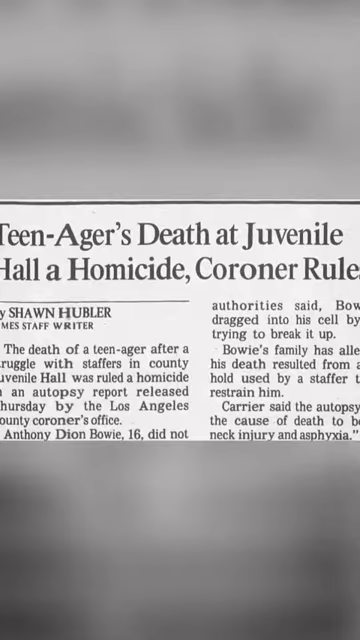 Teen-Ager's Death at Juvenile
Hall a Homicide, Coroner Rules
y SHAWN HUBLER
MES STAFF WRITER
The death of a teen-ager after a
ruggle with staffers in county
uvenile Hall was ruled a homicide
n an autopsy report released
hursday by the Los Angeles
ounty coroner's office.
Anthony Dion Bowie, 16, did not
authorities said, Bow
dragged into his cell by
trying to break it up.
Bowie's family has alle
his death resulted from a
hold used by a staffer t
restrain him.
Carrier said the autopsy
the cause of death to be
neck injury and asphyxia."